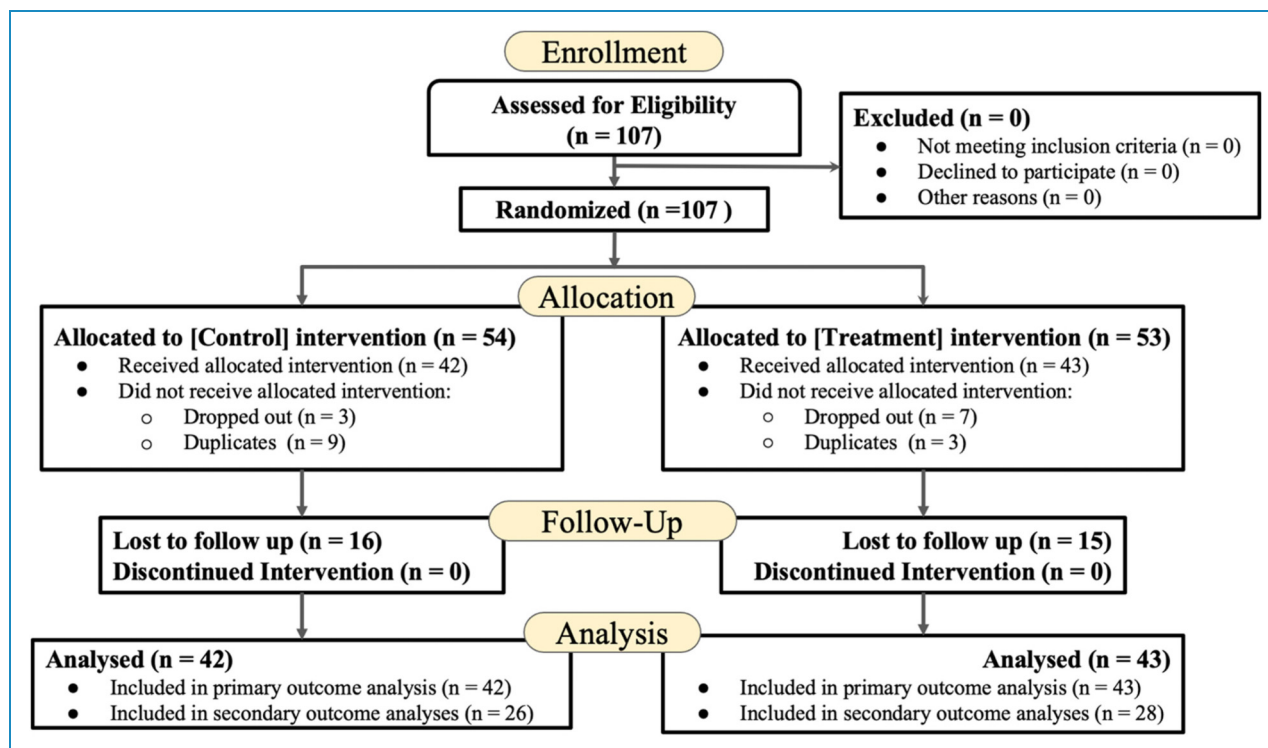 Enrollment
Assessed for Eligibility
(n = 107)
Excluded (n = 0)
● Not meeting inclusion criteria (n = 0)
● Declined to participate (n = 0)
● Other reasons (n = 0)
Randomized (n =107 )
Allocation
Allocated to [Control] intervention (n = 54)
● Received allocated intervention (n = 42)
● Did not receive allocated intervention:
○ Dropped out (n = 3)
○ Duplicates (n = 9)
Allocated to [Treatment] intervention (n = 53)
● Received allocated intervention (n = 43)
● Did not receive allocated intervention:
○ Dropped out (n = 7)
○ Duplicates (n = 3)
Follow-Up
Lost to follow up (n = 16)
Discontinued Intervention (n = 0)
Lost to follow up (n = 15)
Discontinued Intervention (n = 0)
Analysis
Analysed (n = 42)
● Included in primary outcome analysis (n = 42)
● Included in secondary outcome analyses (n = 26)
Analysed (n = 43)
● Included in primary outcome analysis (n = 43)
● Included in secondary outcome analyses (n = 28)